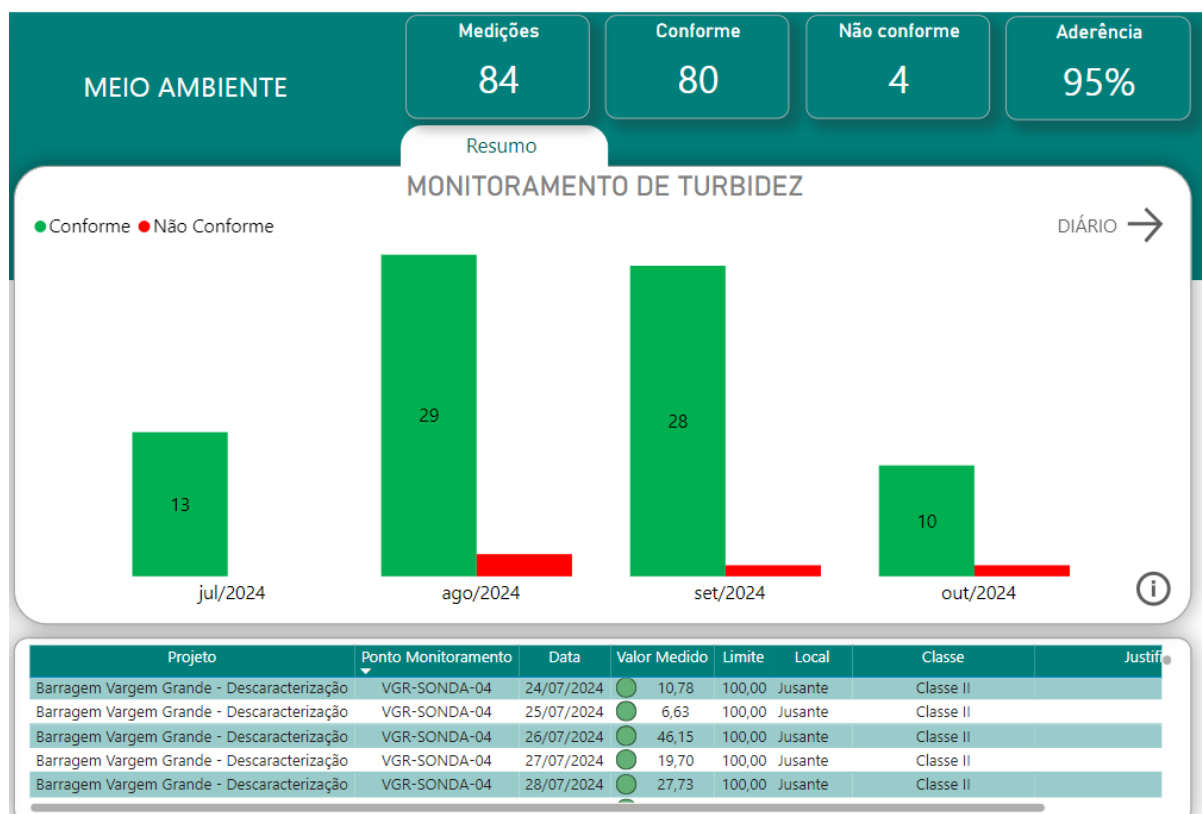 MEIO AMBIENTE
Medições
84
Conforme
80
Não conforme
4
Aderência
95%
Resumo
MONITORAMENTO DE TURBIDEZ
Conforme Não Conforme
DIÁRIO
13
29
28
10
jul/2024 ago/2024 set/2024 out/2024
Projeto Ponto Monitoramento Data Valor Medido Limite Local Classe Justifi
Barragem Vargem Grande - Descaracterização VGR-SONDA-04 24/07/2024 10,78 100,00 Jusante Classe II
Barragem Vargem Grande - Descaracterização VGR-SONDA-04 25/07/2024 6,63 100,00 Jusante Classe II
Barragem Vargem Grande - Descaracterização VGR-SONDA-04 26/07/2024 46,15 100,00 Jusante Classe II
Barragem Vargem Grande - Descaracterização VGR-SONDA-04 27/07/2024 19,70 100,00 Jusante Classe II
Barragem Vargem Grande - Descaracterização VGR-SONDA-04 28/07/2024 27,73 100,00 Jusante Classe II